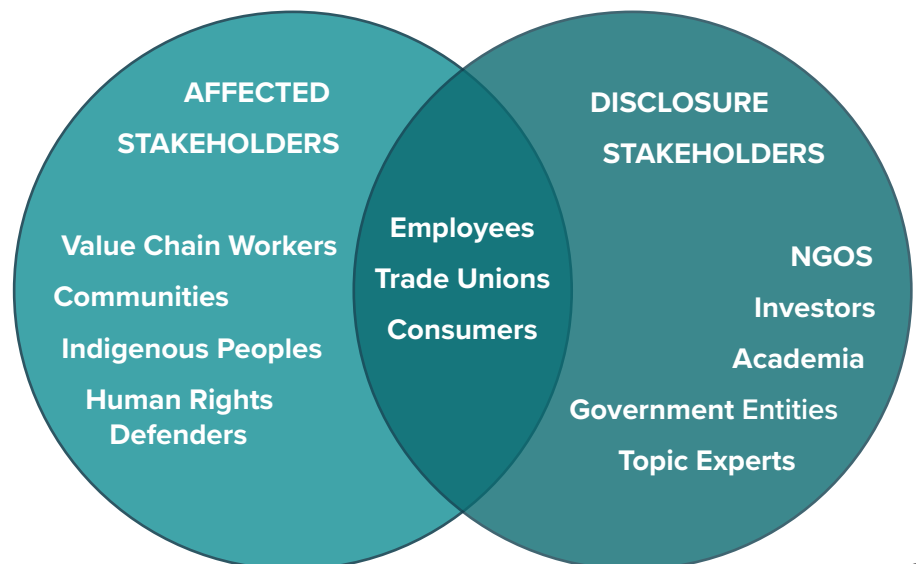 AFFECTED
STAKEHOLDERS
Value Chain Workers
Communities
Indigenous Peoples
Human Rights
Defenders
Employees
Trade Unions
Consumers
DISCLOSURE
STAKEHOLDERS
NGOS
Investors
Academia
Government Entities
Topic Experts